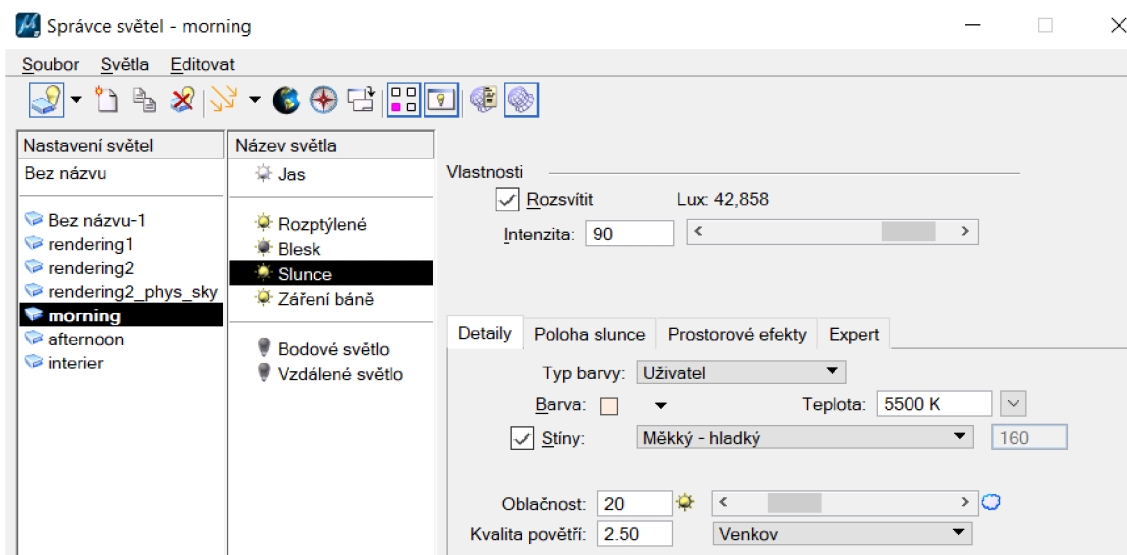 Správce světel - morning
Soubor Světla Editovat
Nastavení světel
Bez názvu
Bez názvu-1
rendering1
rendering2
rendering2_phys_sky
morning
afternoon
interier
Název světla
Jas
Rozptýlené
Blesk
Slunce
Záření báně
Bodové světlo
Vzdálené světlo
Vlastnosti
Rozsvítit Lux: 42,858
Intenzita: 90
Detaily Poloha slunce Prostorové efekty Expert
Typ barvy: Uživatel
Barva: Teplota: 5500 K
Stíny: Měkký - hladký 160
Oblačnost: 20
Kvalita povětří: 2.50 Venkov